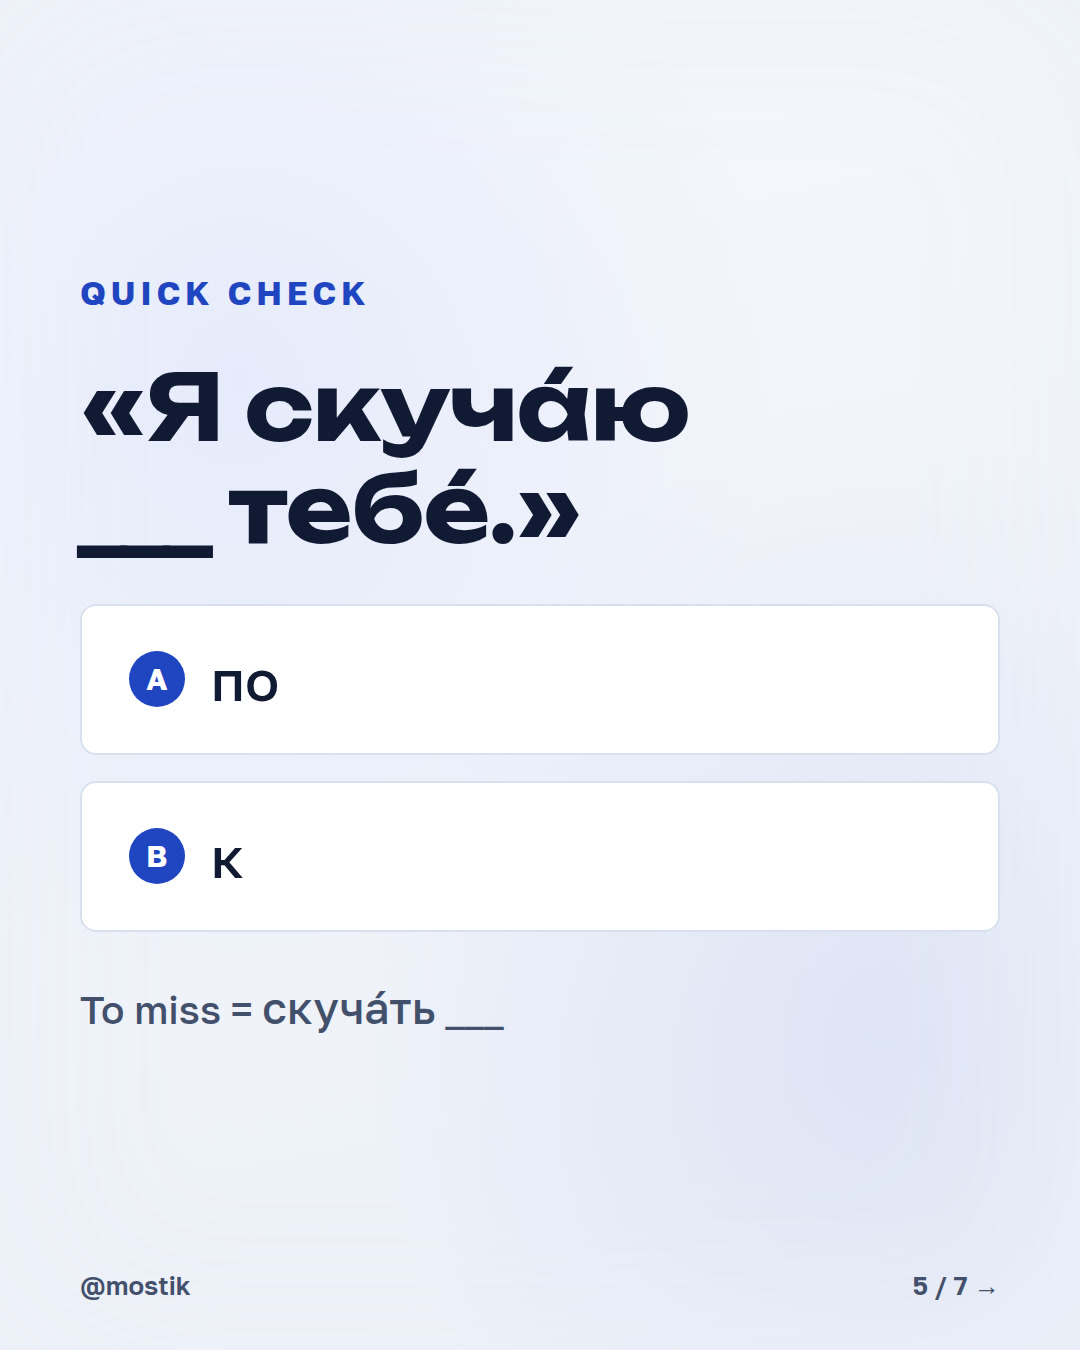 QUICK CHECK
«Я скуча́ю
___ тебе́.»
A по
B к
To miss = скуча́ть ___
@mostik
5 / 7 →